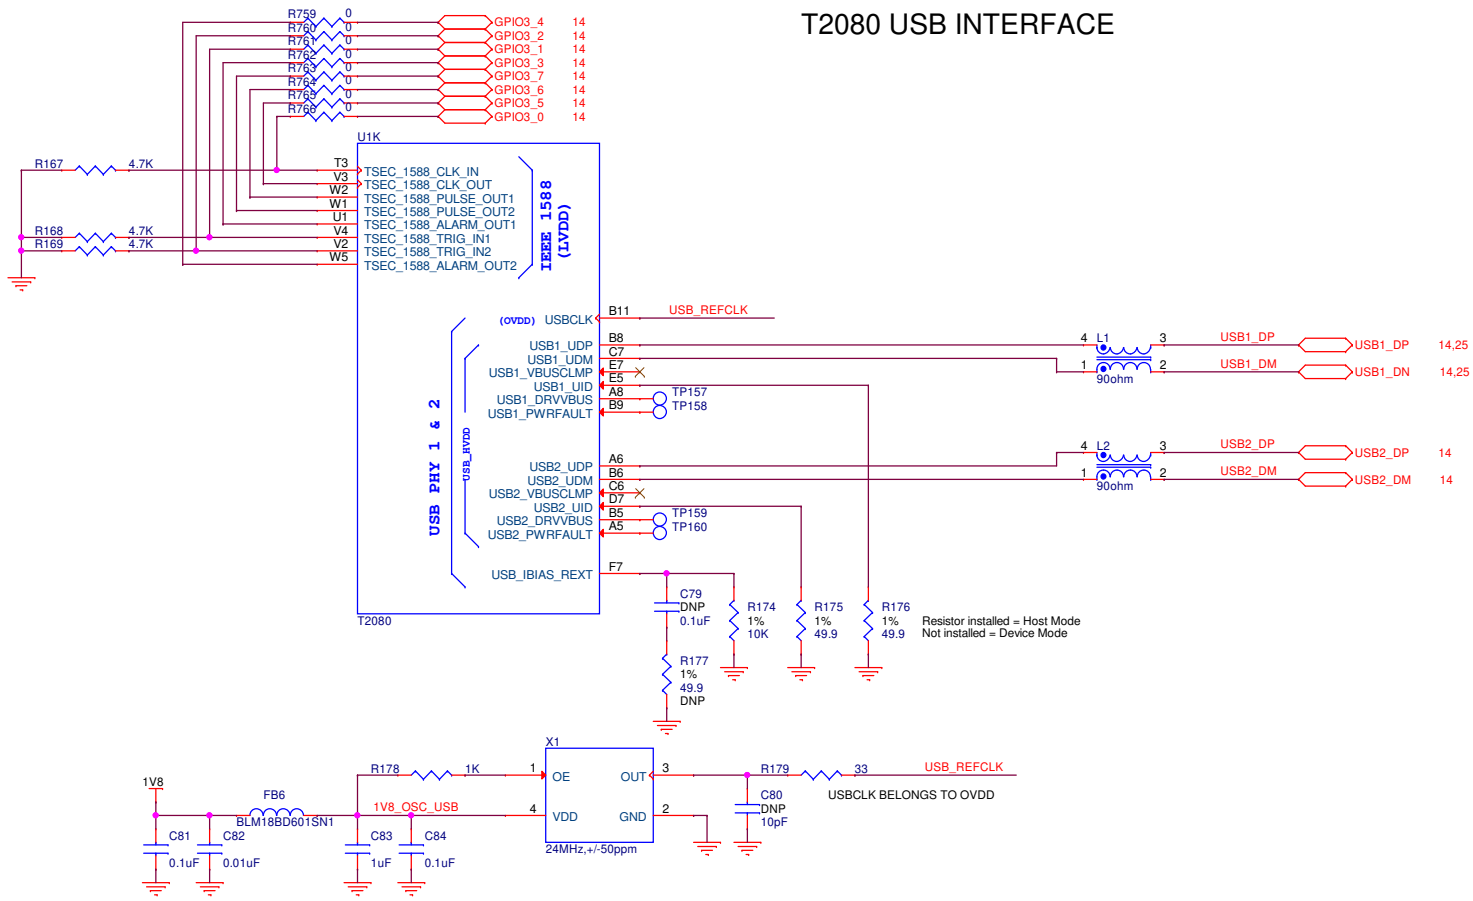 T2080 USB INTERFACE
R759 0 GPIO3_4 14
R760 0 GPIO3_2 14
R761 0 GPIO3_1 14
R762 0 GPIO3_3 14
R763 0 GPIO3_7 14
R764 0 GPIO3_6 14
R765 0 GPIO3_5 14
R766 0 GPIO3_0 14
U1K
R167 4.7K T3 TSEC_1588_CLK_IN
V3 TSEC_1588_CLK_OUT
W2 TSEC_1588_PULSE_OUT1
W1 TSEC_1588_PULSE_OUT2
U1 TSEC_1588_ALARM_OUT1
R168 4.7K V4 TSEC_1588_TRIG_IN1
R169 4.7K V2 TSEC_1588_TRIG_IN2
W5 TSEC_1588_ALARM_OUT2
IEEE 1588
(LVDD)
(OVDD) USBCLK B11 USB_REFCLK
USB1_UDP B8 4 L1 3 USB1_DP USB1_DP 14,25
USB1_UDM C7
USB1_VBUSCLMP E7 1 90ohm 2 USB1_DM USB1_DN 14,25
USB1_UID E5
USB1_DRVVBUS A8 TP157
USB1_PWRFAULT B9 TP158
USB PHY 1 & 2
USB_HVDD
4 L2 3 USB2_DP USB2_DP 14
USB2_UDP A6
USB2_UDM B6 1 90ohm 2 USB2_DM USB2_DM 14
USB2_VBUSCLMP C6
USB2_UID D7
USB2_DRVVBUS B5 TP159
USB2_PWRFAULT A5 TP160
USB_IBIAS_REXT F7
T2080
C79
DNP
0.1uF
R174
1%
10K
R175
1%
49.9
R176
1%
49.9
Resistor installed = Host Mode
Not installed = Device Mode
R177
1%
49.9
DNP
X1
R178 1K 1 OE OUT 3 R179 33 USB_REFCLK
USBCLK BELONGS TO OVDD
1V8
FB6
BLM18BD601SN1
1V8_OSC_USB 4 VDD GND 2
24MHz,+/-50ppm
C80
DNP
10pF
C81
0.1uF
C82
0.01uF
C83
1uF
C84
0.1uF